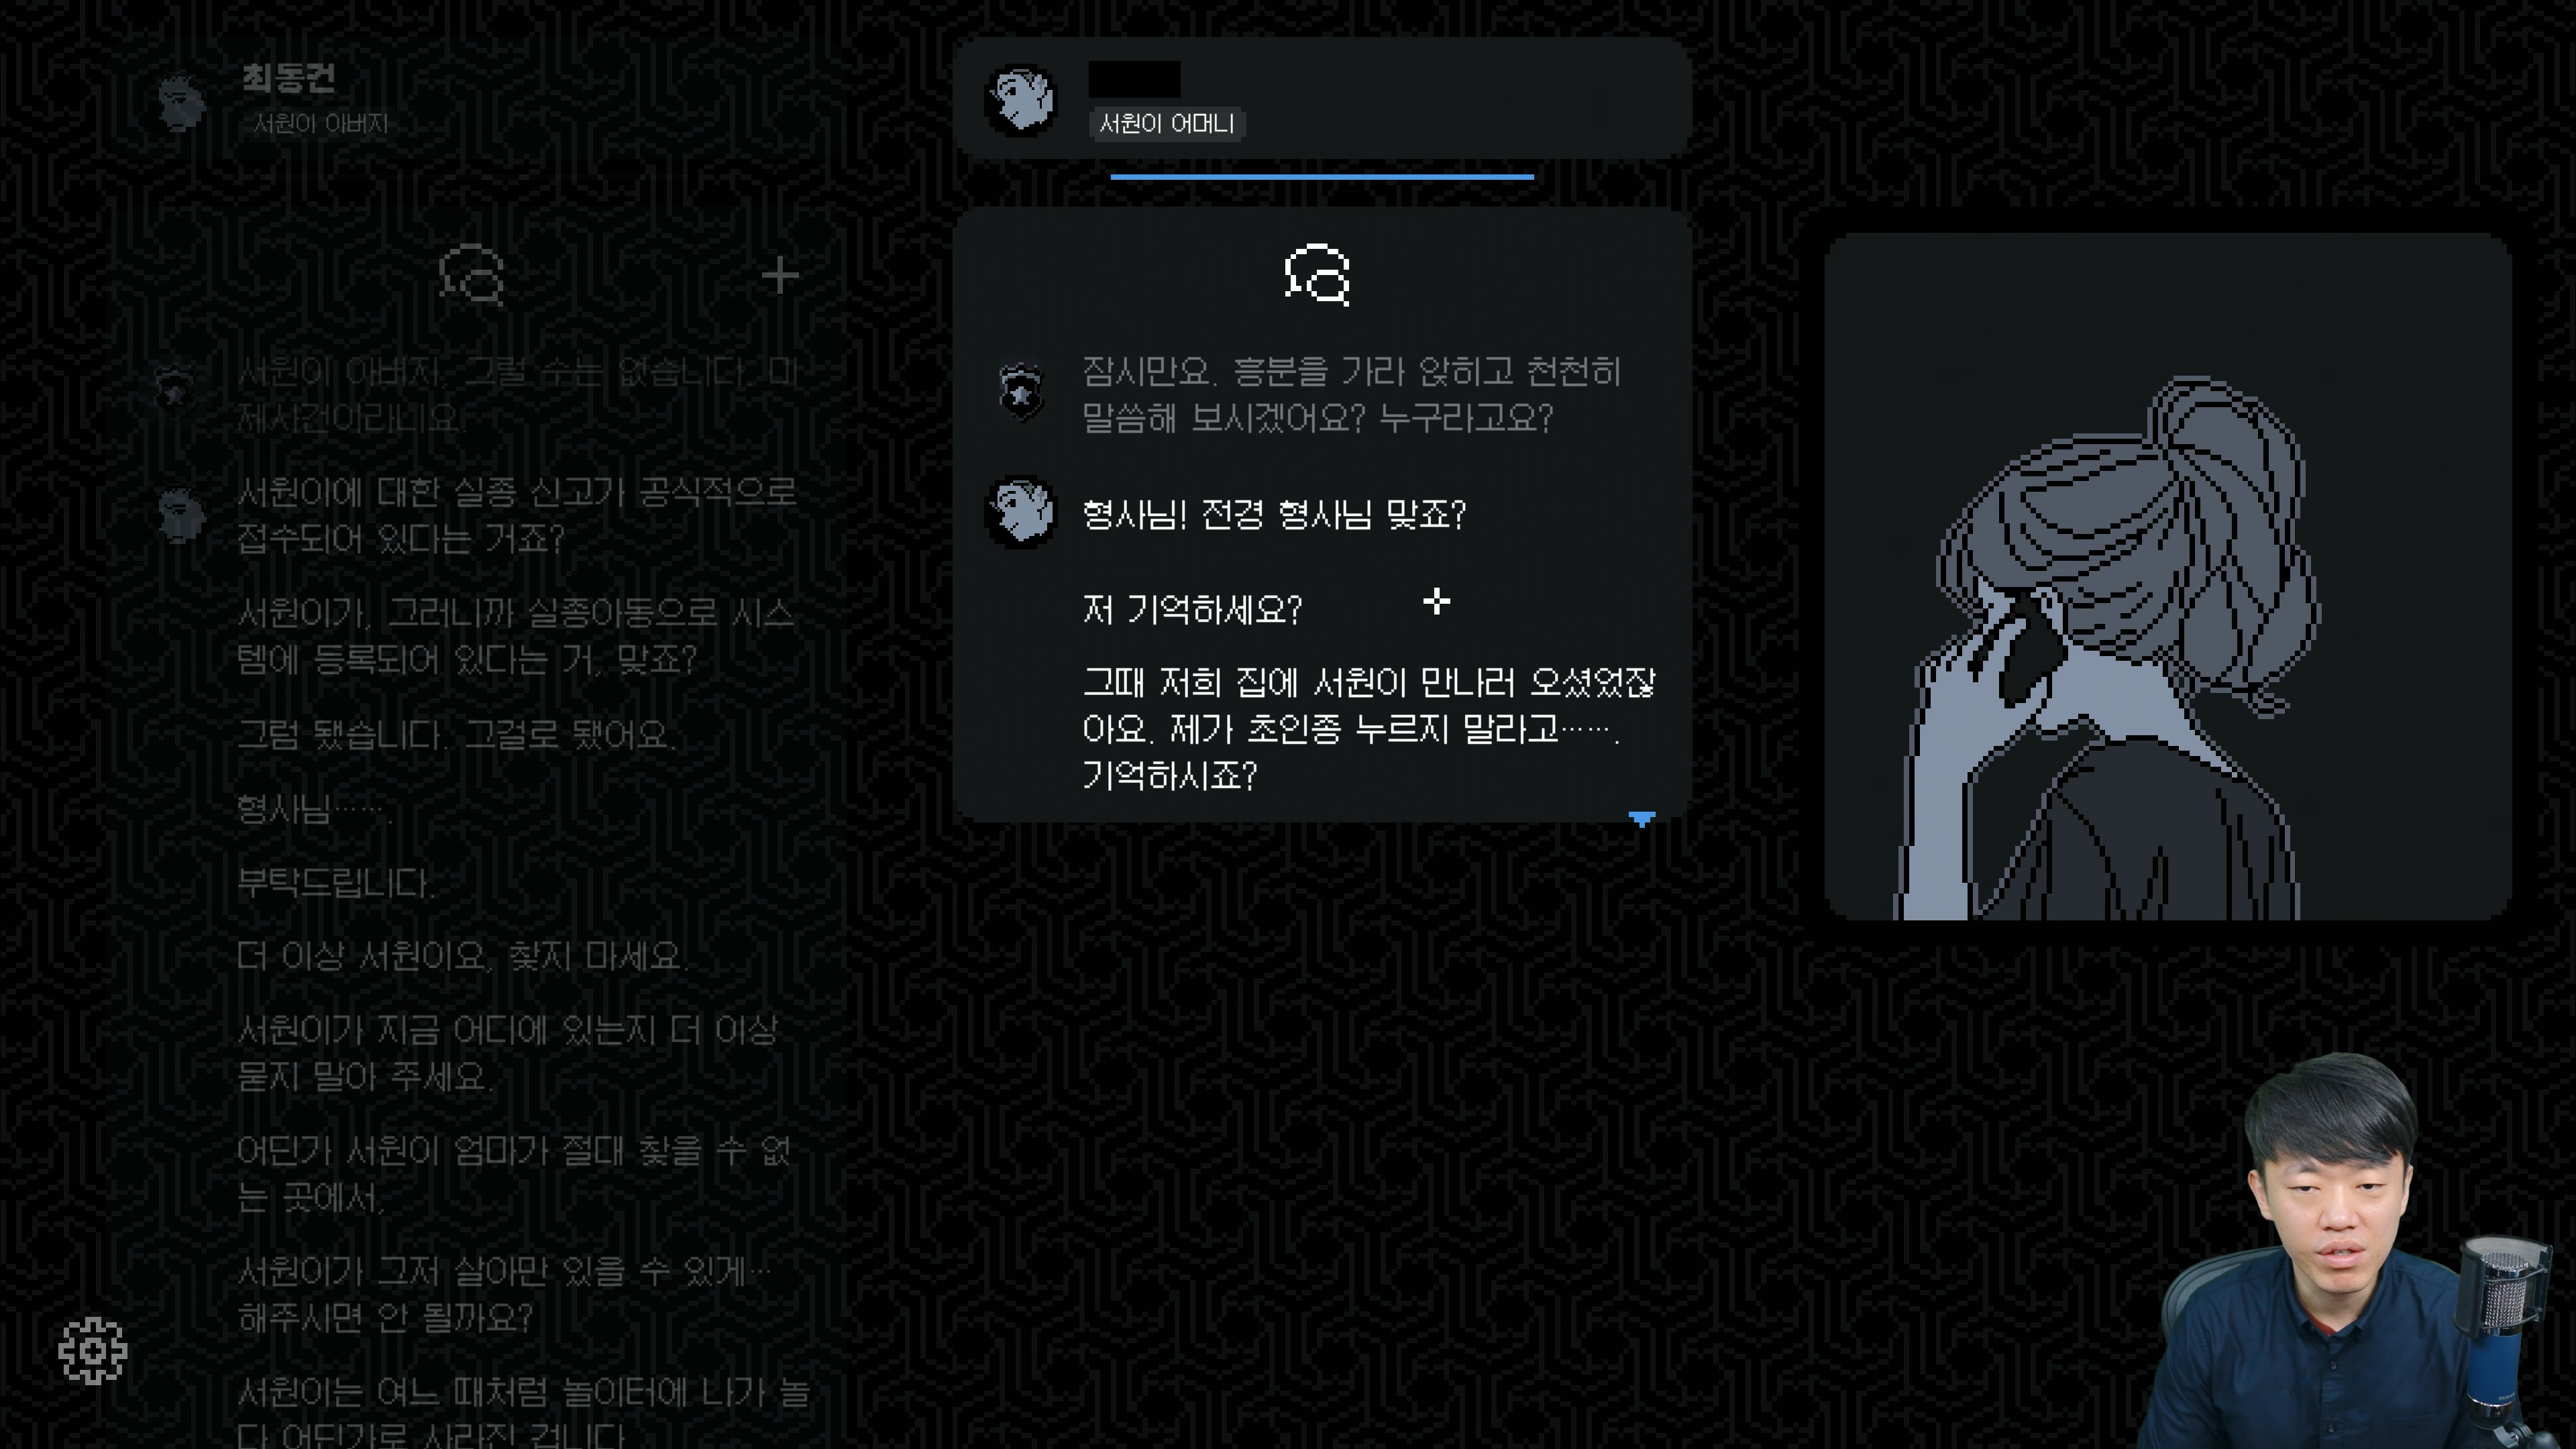 최동건
서원이 아버지
서원이 아버지, 그럴 수는 없습니다. 미
제사건이라니요.
서원이에 대한 실종 신고가 공식적으로
접수되어 있다는 거죠?
서원이가, 그러니까 실종아동으로 시스
템에 등록되어 있다는 거, 맞죠?
그럼 됐습니다. 그걸로 됐어요.
형사님…….
부탁드립니다.
더 이상 서원이요, 찾지 마세요.
서원이가 지금 어디에 있는지 더 이상
묻지 말아 주세요.
어딘가 서원이 엄마가 절대 찾을 수 없
는 곳에서,
서원이가 그저 살아만 있을 수 있게…
해주시면 안 될까요?
서원이는 여느 때처럼 놀이터에 나가 놀
다 어딘가로 사라진 겁니다
서원이 어머니
잠시만요. 흥분을 가라 앉히고 천천히
말씀해 보시겠어요? 누구라고요?
형사님! 전경 형사님 맞죠?
저 기억하세요?
그때 저희 집에 서원이 만나러 오셨었잖
아요. 제가 초인종 누르지 말라고…….
기억하시죠?